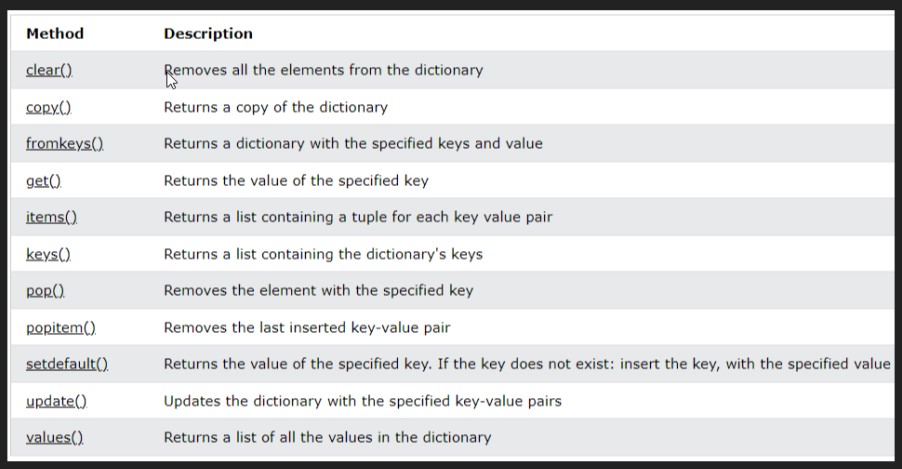 Method Description
clear() Removes all the elements from the dictionary
copy() Returns a copy of the dictionary
fromkeys() Returns a dictionary with the specified keys and value
get() Returns the value of the specified key
items() Returns a list containing a tuple for each key value pair
keys() Returns a list containing the dictionary's keys
pop() Removes the element with the specified key
popitem() Removes the last inserted key-value pair
setdefault() Returns the value of the specified key. If the key does not exist: insert the key, with the specified value
update() Updates the dictionary with the specified key-value pairs
values() Returns a list of all the values in the dictionary